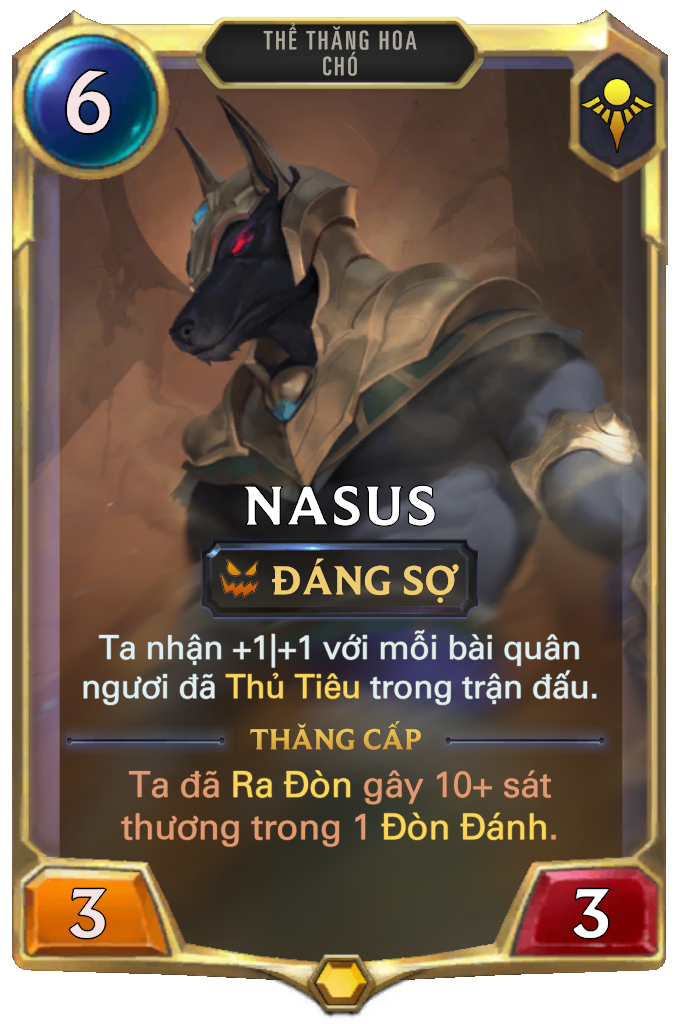 THỂ THĂNG HOA
CHÓ
6
NASUS
ĐÁNG SỢ
Ta nhận +1|+1 với mỗi bài quân
ngươi đã Thủ Tiêu trong trận đấu.
THĂNG CẤP
Ta đã Ra Đòn gây 10+ sát
thương trong 1 Đòn Đánh.
3
3